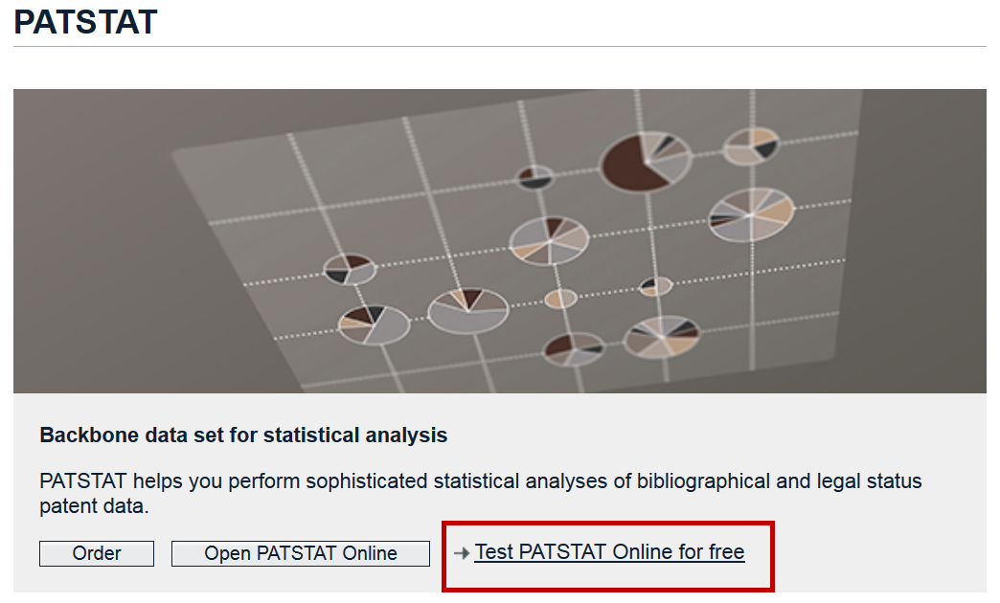 PATSTAT
Backbone data set for statistical analysis
PATSTAT helps you perform sophisticated statistical analyses of bibliographical and legal status
patent data.
Order
Open PATSTAT Online
Test PATSTAT Online for free